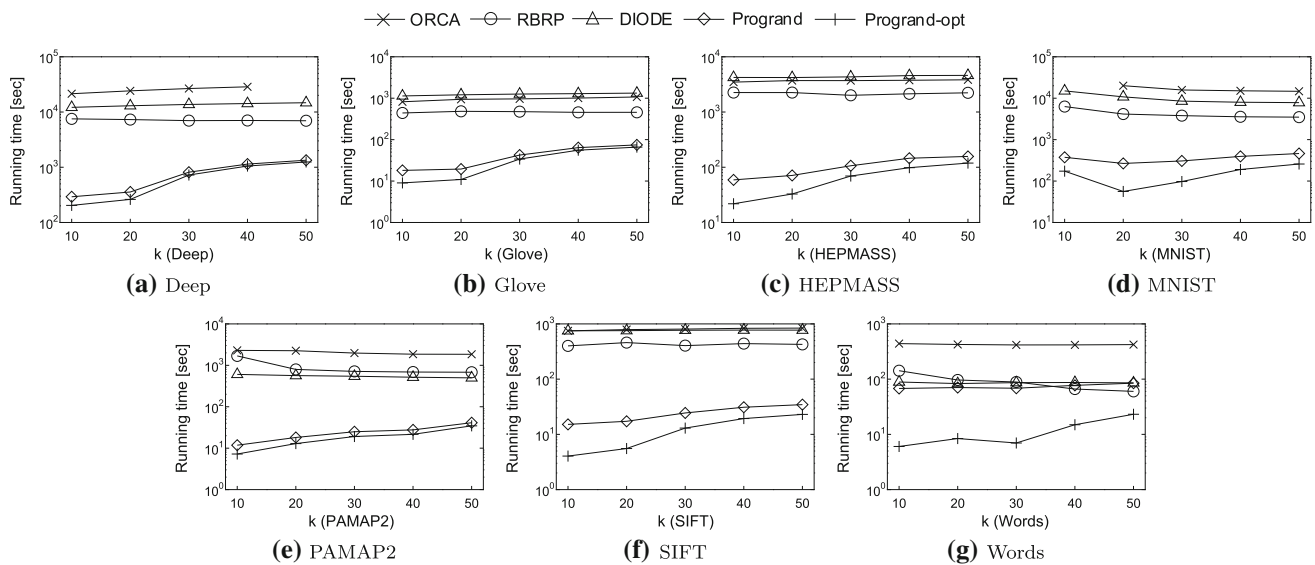 ORCA RBRP DIODE Progrand Prograd-opt
Running time [sec]
10^5
10^4
10^3
10^2
10 20 30 40 50
k (Deep)
(a) Deep
Running time [sec]
10^4
10^3
10^2
10^1
10^0
10 20 30 40 50
k (Glove)
(b) Glove
Running time [sec]
10^4
10^3
10^2
10^1
10 20 30 40 50
k (HEPMASS)
(c) HEPMASS
Running time [sec]
10^5
10^4
10^3
10^2
10^1
10 20 30 40 50
k (MNIST)
(d) MNIST
Running time [sec]
10^4
10^3
10^2
10^1
10^0
10 20 30 40 50
k (PAMAP2)
(e) PAMAP2
Running time [sec]
10^3
10^2
10^1
10^0
10 20 30 40 50
k (SIFT)
(f) SIFT
Running time [sec]
10^3
10^2
10^1
10^0
10 20 30 40 50
k (Words)
(g) Words